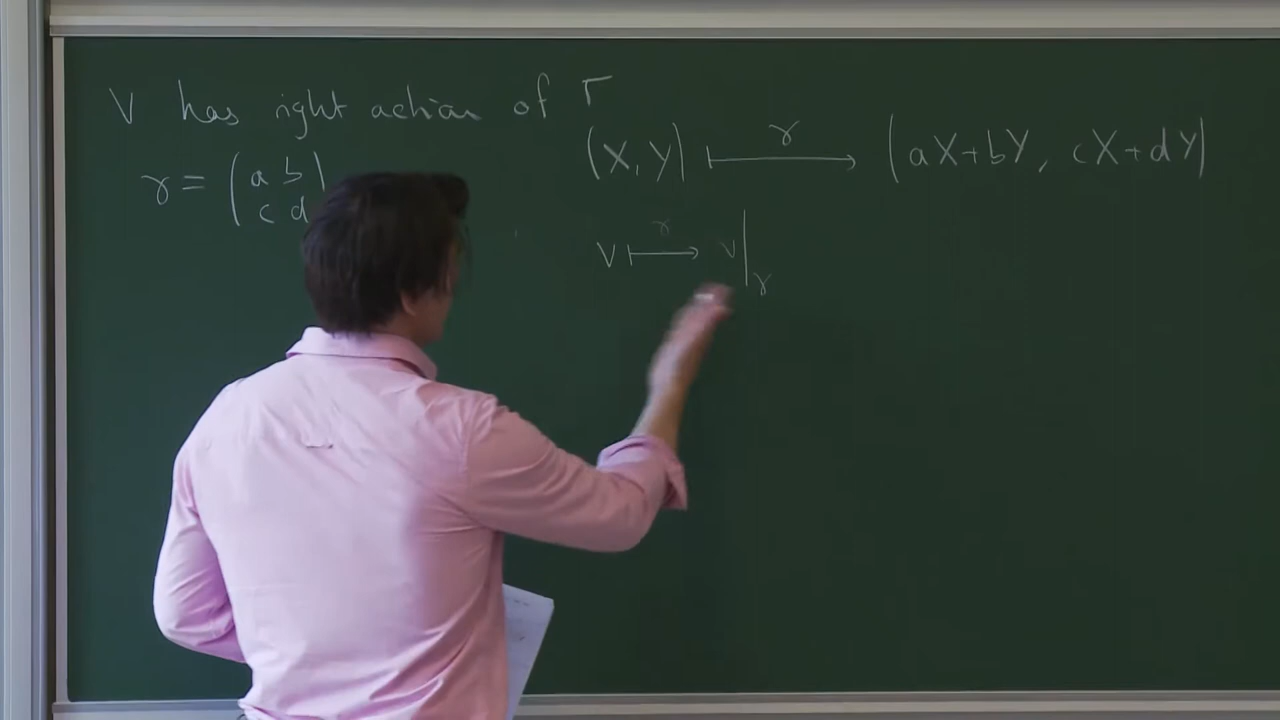 V has right action of Γ
(X, Y) ↦^γ (aX+bY, cX+dY)
γ = (a b
c d
v ↦^γ v|_γ